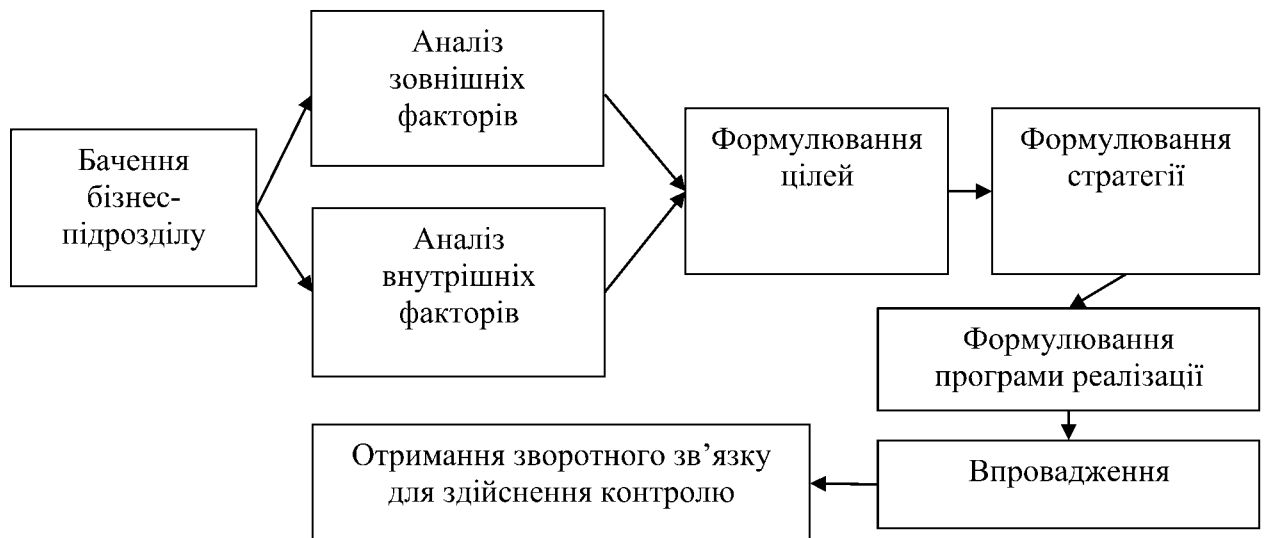 Бачення
бізнес-
підрозділу
Аналіз
зовнішніх
факторів
Аналіз
внутрішніх
факторів
Формулювання
цілей
Формулювання
стратегії
Формулювання
програми реалізації
Впровадження
Отримання зворотного зв’язку
для здійснення контролю